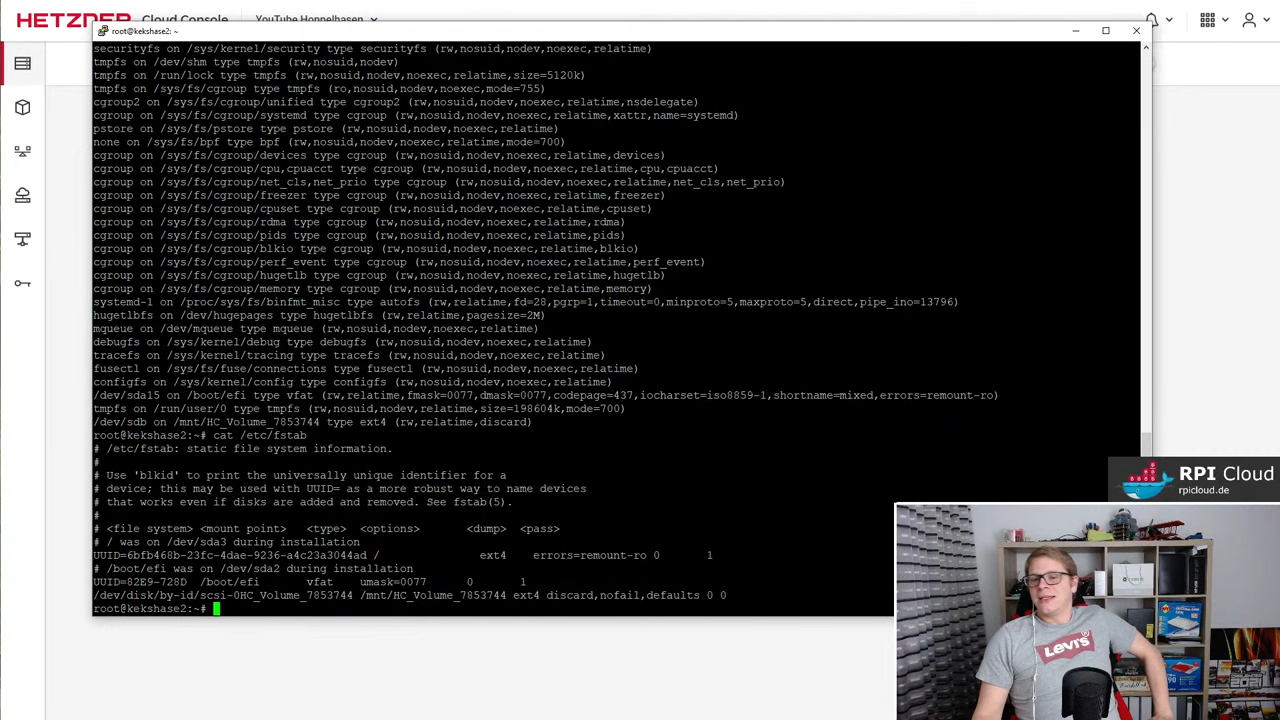 HETZNER Cloud Console YouTube Hoppelhasen
root@kekshase2: ~
securityfs on /sys/kernel/security type securityfs (rw,nosuid,nodev,noexec,relatime)
tmpfs on /dev/shm type tmpfs (rw,nosuid,nodev)
tmpfs on /run/lock type tmpfs (rw,nosuid,nodev,noexec,relatime,size=5120k)
tmpfs on /sys/fs/cgroup type tmpfs (ro,nosuid,nodev,noexec,mode=755)
cgroup2 on /sys/fs/cgroup/unified type cgroup2 (rw,nosuid,nodev,noexec,relatime,nsdelegate)
cgroup on /sys/fs/cgroup/systemd type cgroup (rw,nosuid,nodev,noexec,relatime,xattr,name=systemd)
pstore on /sys/fs/pstore type pstore (rw,nosuid,nodev,noexec,relatime)
none on /sys/fs/bpf type bpf (rw,nosuid,nodev,noexec,relatime,mode=700)
cgroup on /sys/fs/cgroup/devices type cgroup (rw,nosuid,nodev,noexec,relatime,devices)
cgroup on /sys/fs/cgroup/cpu,cpuacct type cgroup (rw,nosuid,nodev,noexec,relatime,cpu,cpuacct)
cgroup on /sys/fs/cgroup/net_cls,net_prio type cgroup (rw,nosuid,nodev,noexec,relatime,net_cls,net_prio)
cgroup on /sys/fs/cgroup/freezer type cgroup (rw,nosuid,nodev,noexec,relatime,freezer)
cgroup on /sys/fs/cgroup/cpuset type cgroup (rw,nosuid,nodev,noexec,relatime,cpuset)
cgroup on /sys/fs/cgroup/rdma type cgroup (rw,nosuid,nodev,noexec,relatime,rdma)
cgroup on /sys/fs/cgroup/pids type cgroup (rw,nosuid,nodev,noexec,relatime,pids)
cgroup on /sys/fs/cgroup/blkio type cgroup (rw,nosuid,nodev,noexec,relatime,blkio)
cgroup on /sys/fs/cgroup/perf_event type cgroup (rw,nosuid,nodev,noexec,relatime,perf_event)
cgroup on /sys/fs/cgroup/hugetlb type cgroup (rw,nosuid,nodev,noexec,relatime,hugetlb)
cgroup on /sys/fs/cgroup/memory type cgroup (rw,nosuid,nodev,noexec,relatime,memory)
systemd-1 on /proc/sys/fs/binfmt_misc type autofs (rw,relatime,fd=28,pgrp=1,timeout=0,minproto=5,maxproto=5,direct,pipe_ino=13796)
hugetlbfs on /dev/hugepages type hugetlbfs (rw,relatime,pagesize=2M)
mqueue on /dev/mqueue type mqueue (rw,nosuid,nodev,noexec,relatime)
debugfs on /sys/kernel/debug type debugfs (rw,nosuid,nodev,noexec,relatime)
tracefs on /sys/kernel/tracing type tracefs (rw,nosuid,nodev,noexec,relatime)
fusectl on /sys/fs/fuse/connections type fusectl (rw,nosuid,nodev,noexec,relatime)
configfs on /sys/kernel/config type configfs (rw,nosuid,nodev,noexec,relatime)
/dev/sda15 on /boot/efi type vfat (rw,relatime,fmask=0077,dmask=0077,codepage=437,iocharset=iso8859-1,shortname=mixed,errors=remount-ro)
tmpfs on /run/user/0 type tmpfs (rw,nosuid,nodev,relatime,size=198604k,mode=700)
/dev/sdb on /mnt/HC_Volume_7853744 type ext4 (rw,relatime,discard)
root@kekshase2:~# cat /etc/fstab
# /etc/fstab: static file system information.
#
# Use 'blkid' to print the universally unique identifier for a
# device; this may be used with UUID= as a more robust way to name devices
# that works even if disks are added and removed. See fstab(5).
#
# <file system> <mount point> <type> <options> <dump> <pass>
# / was on /dev/sda3 during installation
UUID=6bfb468b-23fc-4dae-9236-a4c23a3044ad / ext4 errors=remount-ro 0 1
# /boot/efi was on /dev/sda2 during installation
UUID=82E9-728D /boot/efi vfat umask=0077 0 1
/dev/disk/by-id/scsi-0HC_Volume_7853744 /mnt/HC_Volume_7853744 ext4 discard,nofail,defaults 0 0
root@kekshase2:~#
RPI Cloud
rpicloud.de
Levi's